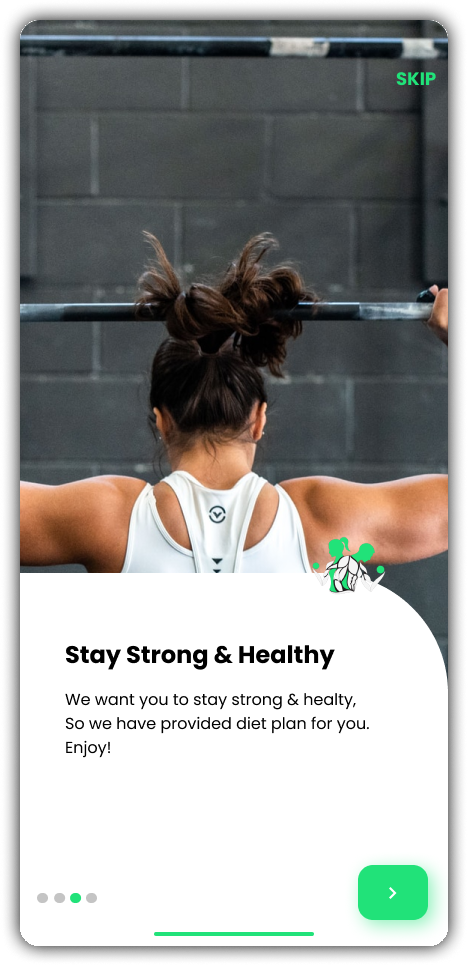 SKIP
Stay Strong & Healthy
We want you to stay strong & healty,
So we have provided diet plan for you.
Enjoy!